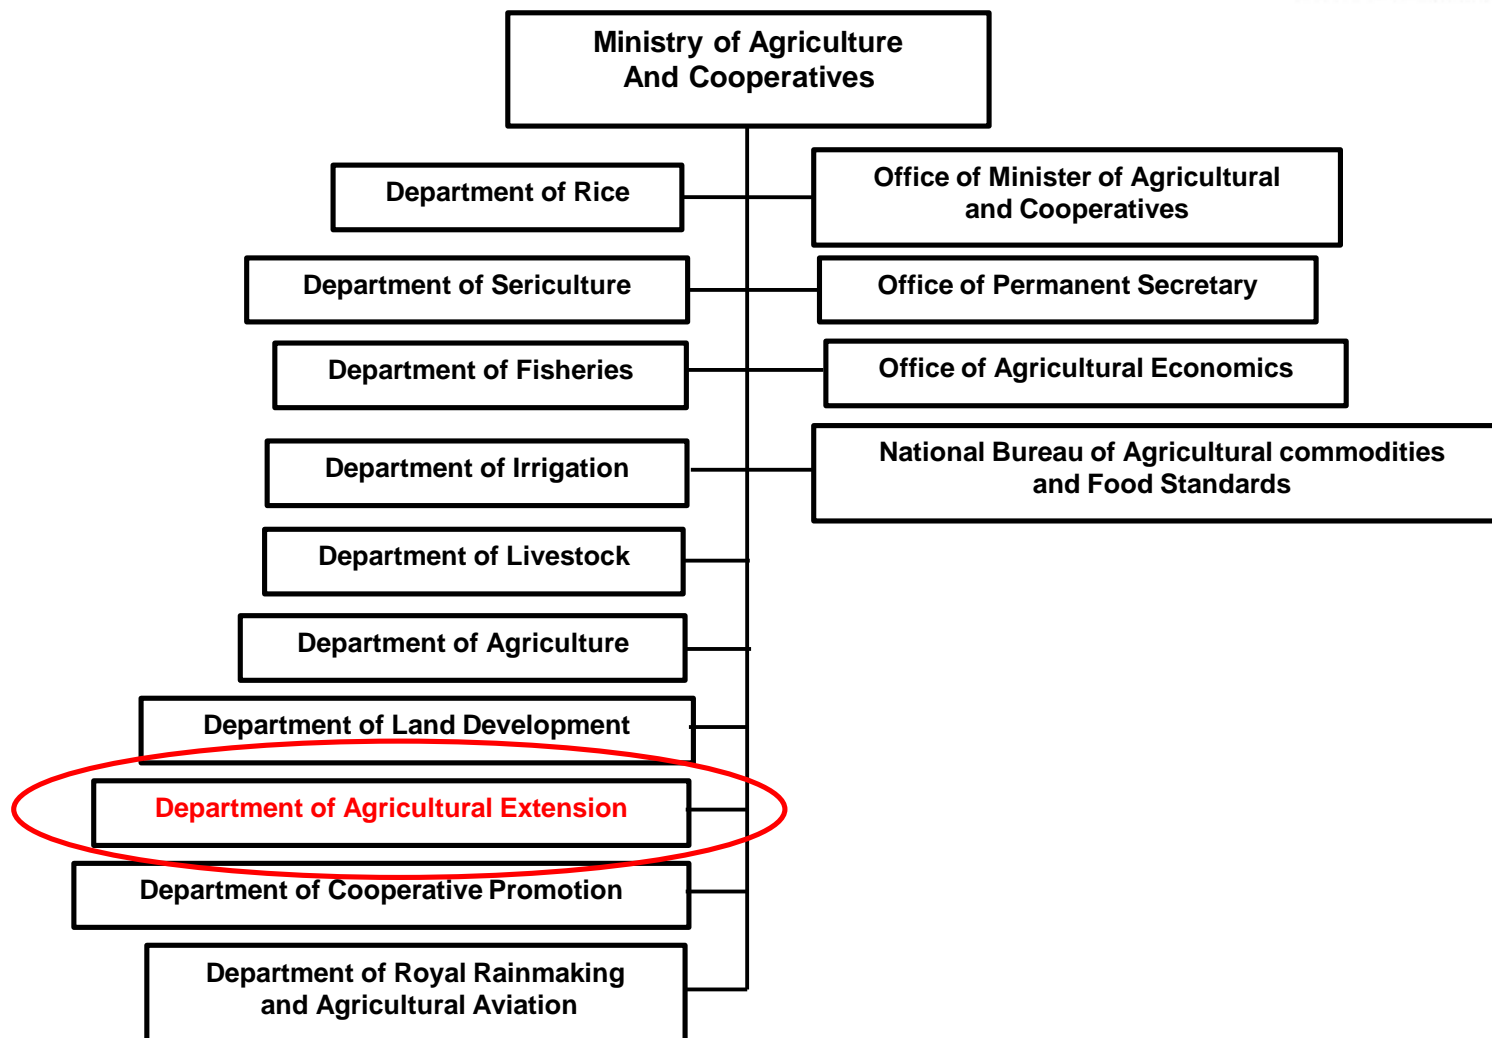 Ministry of Agriculture
And Cooperatives
Department of Rice
Office of Minister of Agricultural
and Cooperatives
Department of Sericulture
Office of Permanent Secretary
Department of Fisheries
Office of Agricultural Economics
Department of Irrigation
National Bureau of Agricultural commodities
and Food Standards
Department of Livestock
Department of Agriculture
Department of Land Development
Department of Agricultural Extension
Department of Cooperative Promotion
Department of Royal Rainmaking
and Agricultural Aviation